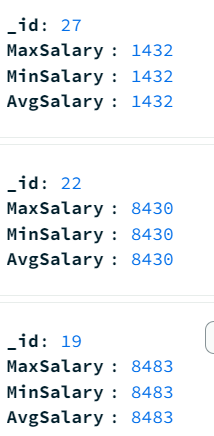 _id: 27
MaxSalary : 1432
MinSalary : 1432
AvgSalary : 1432
_id: 22
MaxSalary : 8430
MinSalary : 8430
AvgSalary : 8430
_id: 19
MaxSalary : 8483
MinSalary : 8483
AvgSalary : 8483